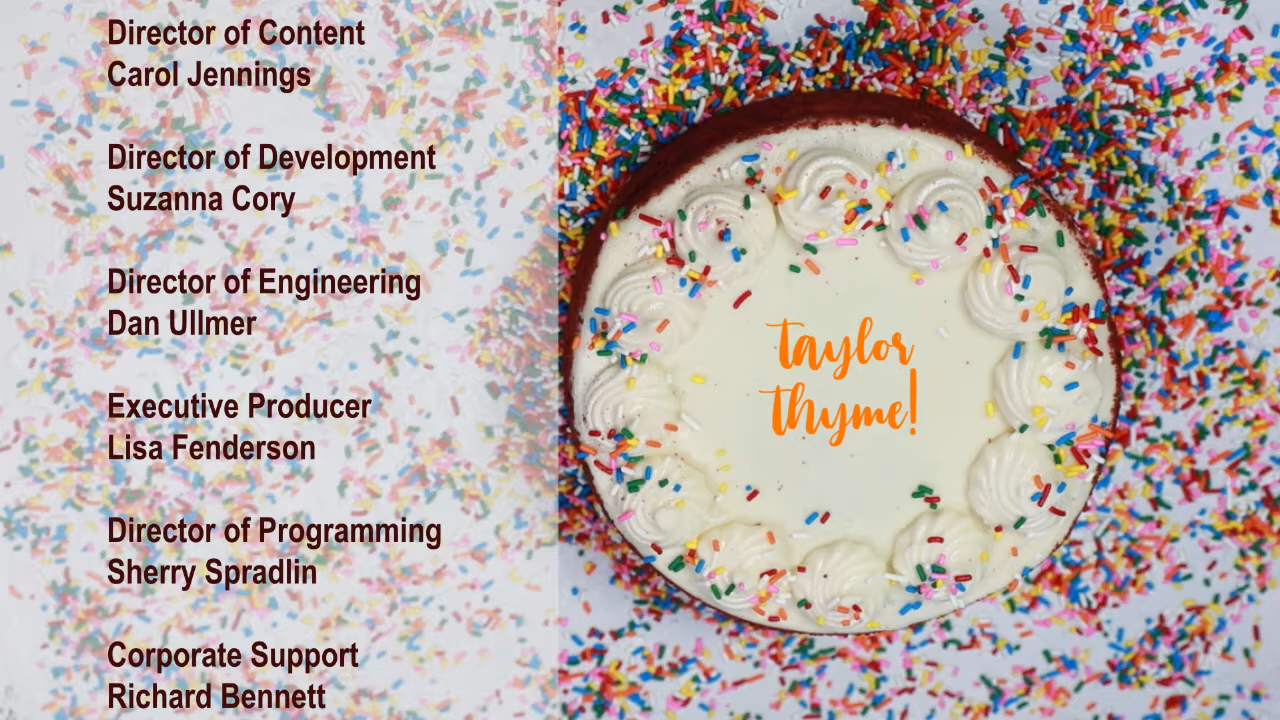 Director of Content
Carol Jennings
Director of Development
Suzanna Cory
Director of Engineering
Dan Ullmer
Executive Producer
Lisa Fenderson
Director of Programming
Sherry Spradlin
Corporate Support
Richard Bennett
taylor
thyme!